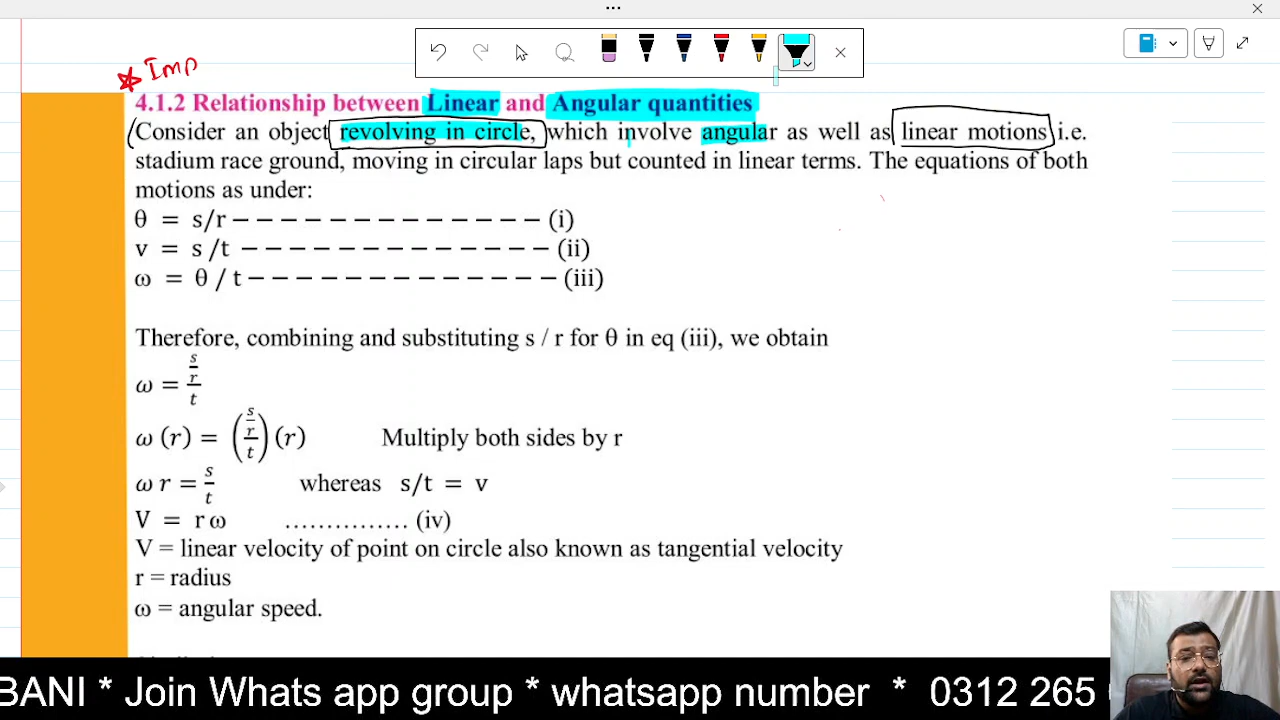 Imp
4.1.2 Relationship between Linear and Angular quantities
(Consider an object revolving in circle, which involve angular as well as linear motions i.e.
stadium race ground, moving in circular laps but counted in linear terms. The equations of both
motions as under:
θ = s/r – – – – – – – – – – – – (i)
v = s /t – – – – – – – – – – – – (ii)
ω = θ / t – – – – – – – – – – – – (iii)
Therefore, combining and substituting s / r for θ in eq (iii), we obtain
ω = s/r/t
ω (r) = (s/r/t) (r) Multiply both sides by r
ω r = s/t whereas s/t = v
V = r ω …………… (iv)
V = linear velocity of point on circle also known as tangential velocity
r = radius
ω = angular speed.
BANI * Join Whats app group * whatsapp number * 0312 265